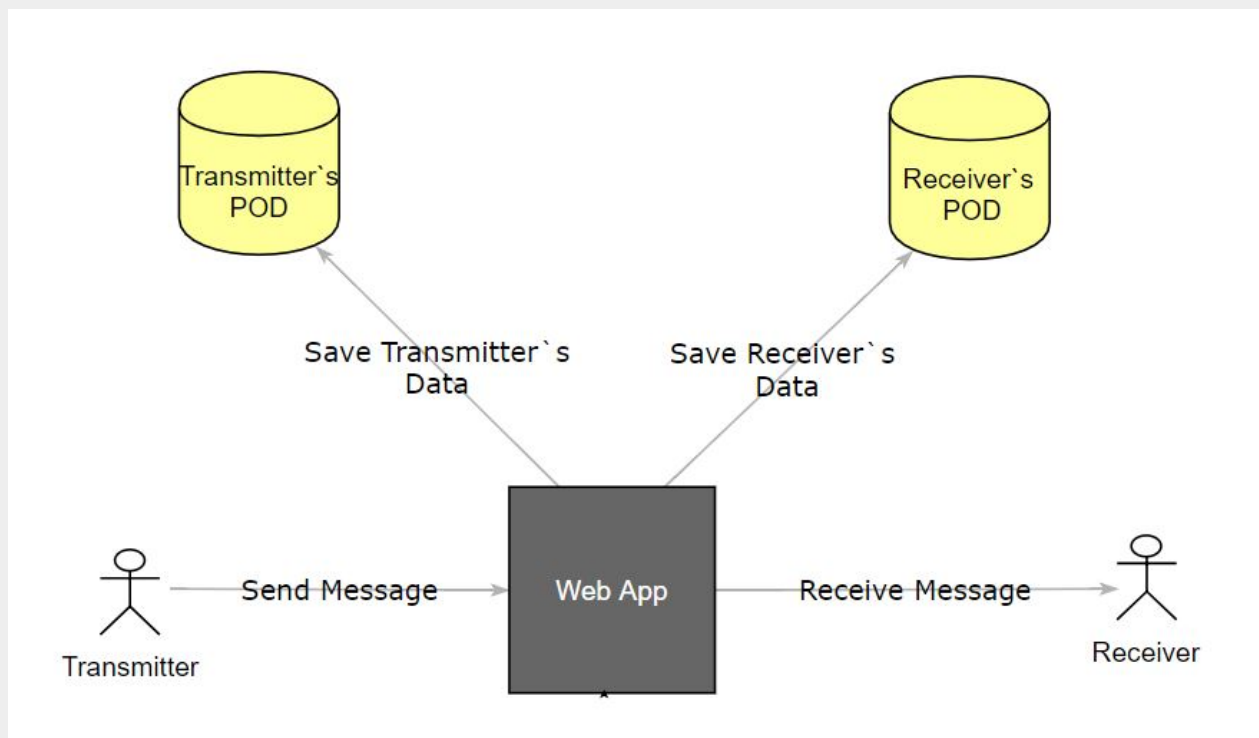 Transmitter`s
POD
Receiver`s
POD
Save Transmitter`s
Data
Save Receiver`s
Data
Send Message
Web App
Receive Message
Transmitter
Receiver